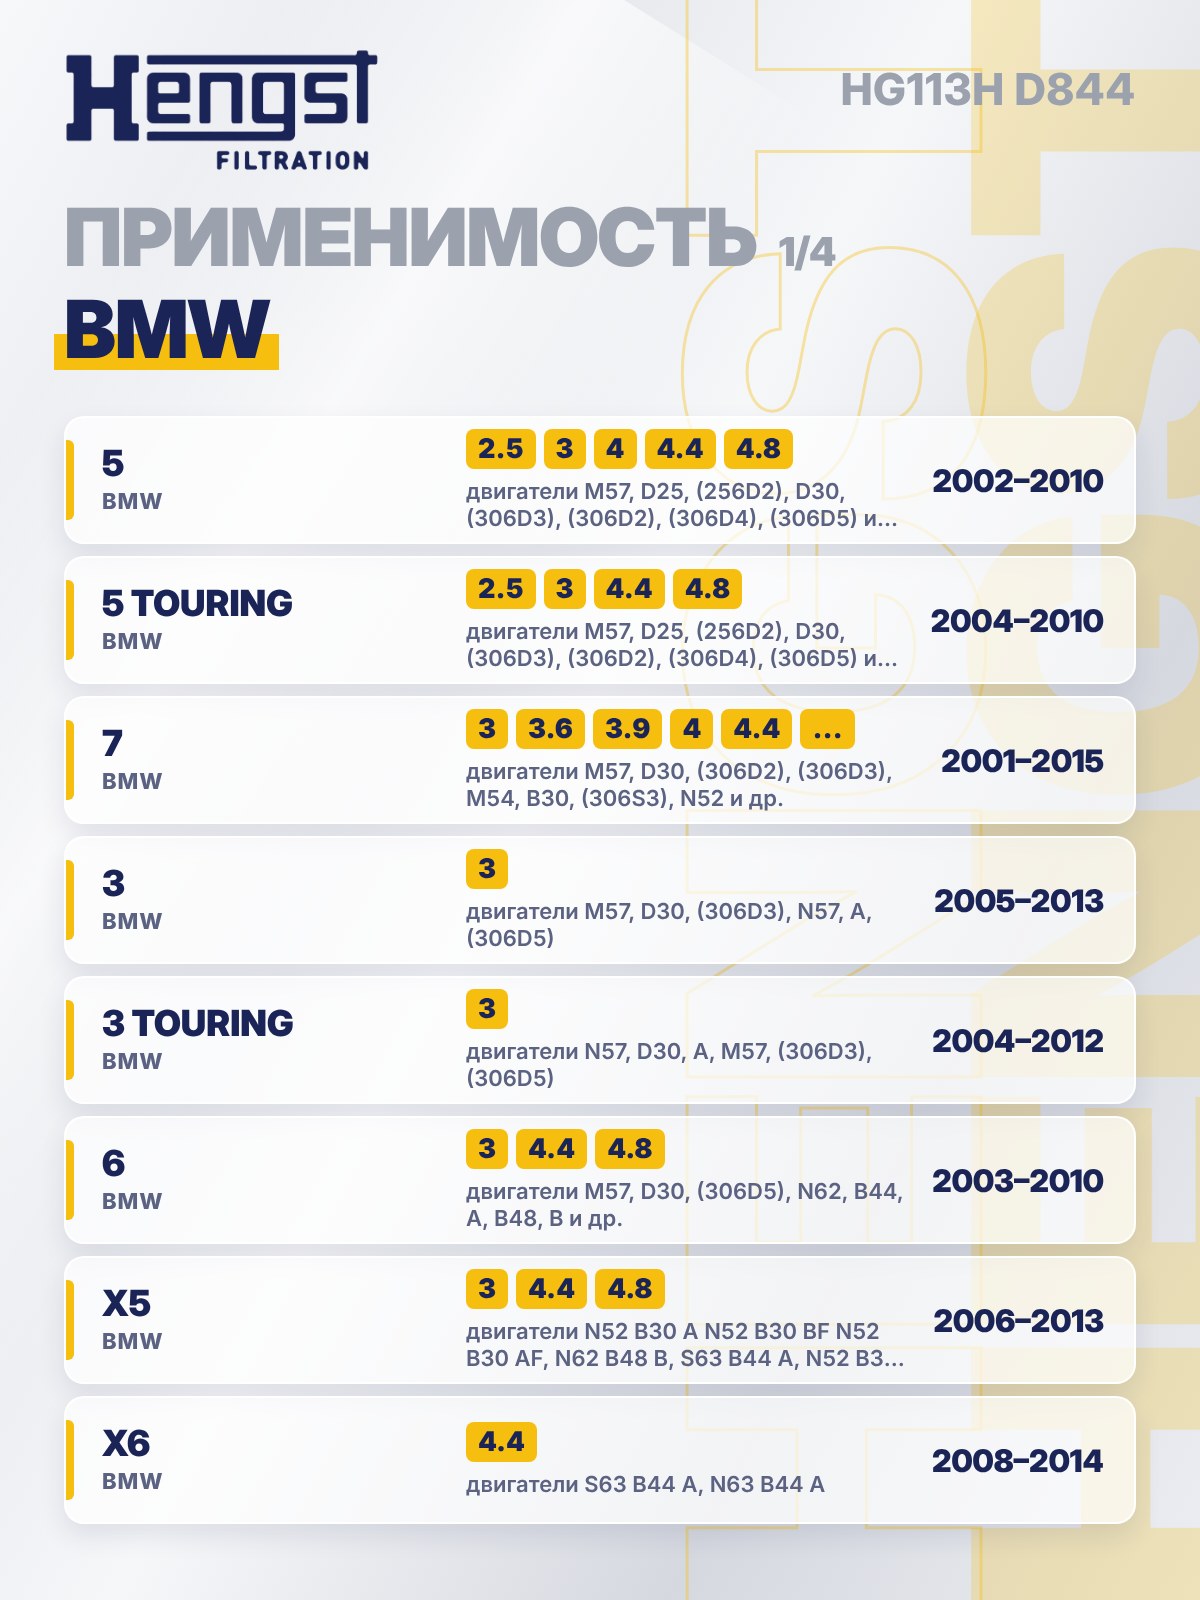 Hengst
FILTRATION
HG113H D844
ПРИМЕНИМОСТЬ 1/4
BMW
5
BMW
2.5 3 4 4.4 4.8
двигатели M57, D25, (256D2), D30,
(306D3), (306D2), (306D4), (306D5) и...
2002–2010
5 TOURING
BMW
2.5 3 4.4 4.8
двигатели M57, D25, (256D2), D30,
(306D3), (306D2), (306D4), (306D5) и...
2004–2010
7
BMW
3 3.6 3.9 4 4.4 ...
двигатели M57, D30, (306D2), (306D3),
M54, B30, (306S3), N52 и др.
2001–2015
3
BMW
3
двигатели M57, D30, (306D3), N57, A,
(306D5)
2005–2013
3 TOURING
BMW
3
двигатели N57, D30, A, M57, (306D3),
(306D5)
2004–2012
6
BMW
3 4.4 4.8
двигатели M57, D30, (306D5), N62, B44,
A, B48, B и др.
2003–2010
X5
BMW
3 4.4 4.8
двигатели N52 B30 A N52 B30 BF N52
B30 AF, N62 B48 B, S63 B44 A, N52 B3...
2006–2013
X6
BMW
4.4
двигатели S63 B44 A, N63 B44 A
2008–2014
HENGST
HENGST